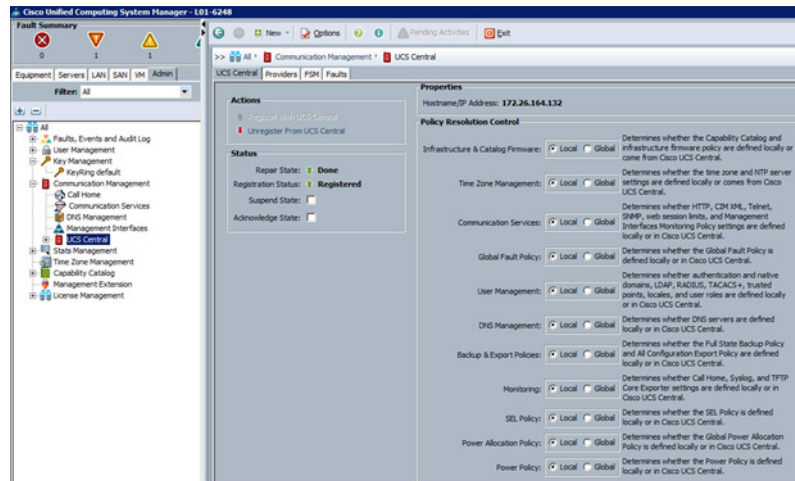 Cisco Unified Computing System Manager - L01-6248
Fault Summary
0 1 1
New Options Pending Activities Exit
>> All Communication Management UCS Central
Equipment Servers LAN SAN VM Admin
Filter: All
All
Faults, Events and Audit Log
User Management
Key Management
KeyRing default
Communication Management
Call Home
Communication Services
DNS Management
Management Interfaces
UCS Central
Stats Management
Time Zone Management
Capability Catalog
Management Extension
License Management
UCS Central Providers FSM Faults
Actions
Register With UCS Central
Unregister From UCS Central
Status
Repair State: Done
Registration Status: Registered
Suspend State:
Acknowledge State:
Properties
Hostname/IP Address: 172.26.164.132
Policy Resolution Control
Infrastructure & Catalog Firmware: Local Global
Determines whether the Capability Catalog and
infrastructure firmware policy are defined locally or
come from Cisco UCS Central.
Time Zone Management: Local Global
Determines whether the time zone and NTP server
settings are defined locally or comes from Cisco
UCS Central.
Communication Services: Local Global
Determines whether HTTP, CIM XML, Telnet,
SNMP, web session limits, and Management
Interfaces Monitoring Policy settings are defined
locally or in Cisco UCS Central.
Global Fault Policy: Local Global
Determines whether the Global Fault Policy is
defined locally or in Cisco UCS Central.
User Management: Local Global
Determines whether authentication and native
domains, LDAP, RADIUS, TACACS+, trusted
points, locales, and user roles are defined locally
or in Cisco UCS Central.
DNS Management: Local Global
Determines whether DNS servers are defined
locally or in Cisco UCS Central.
Backup & Export Policies: Local Global
Determines whether the Full State Backup Policy
and All Configuration Export Policy are defined
locally or in Cisco UCS Central.
Monitoring: Local Global
Determines whether Call Home, Syslog, and TFTP
Core Exporter settings are defined locally or in
Cisco UCS Central.
SEL Policy: Local Global
Determines whether the SEL Policy is defined
locally or in Cisco UCS Central.
Power Allocation Policy: Local Global
Determines whether the Global Power Allocation
Policy is defined locally or in Cisco UCS Central.
Power Policy: Local Global
Determines whether the Power Policy is defined
locally or in Cisco UCS Central.